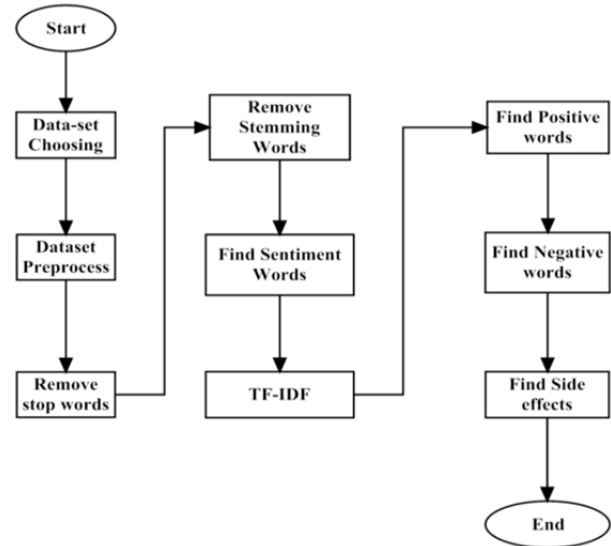 Start
Data-set
Choosing
Dataset
Preprocess
Remove
stop words
Remove
Stemming
Words
Find Sentiment
Words
TF-IDF
Find Positive
words
Find Negative
words
Find Side
effects
End